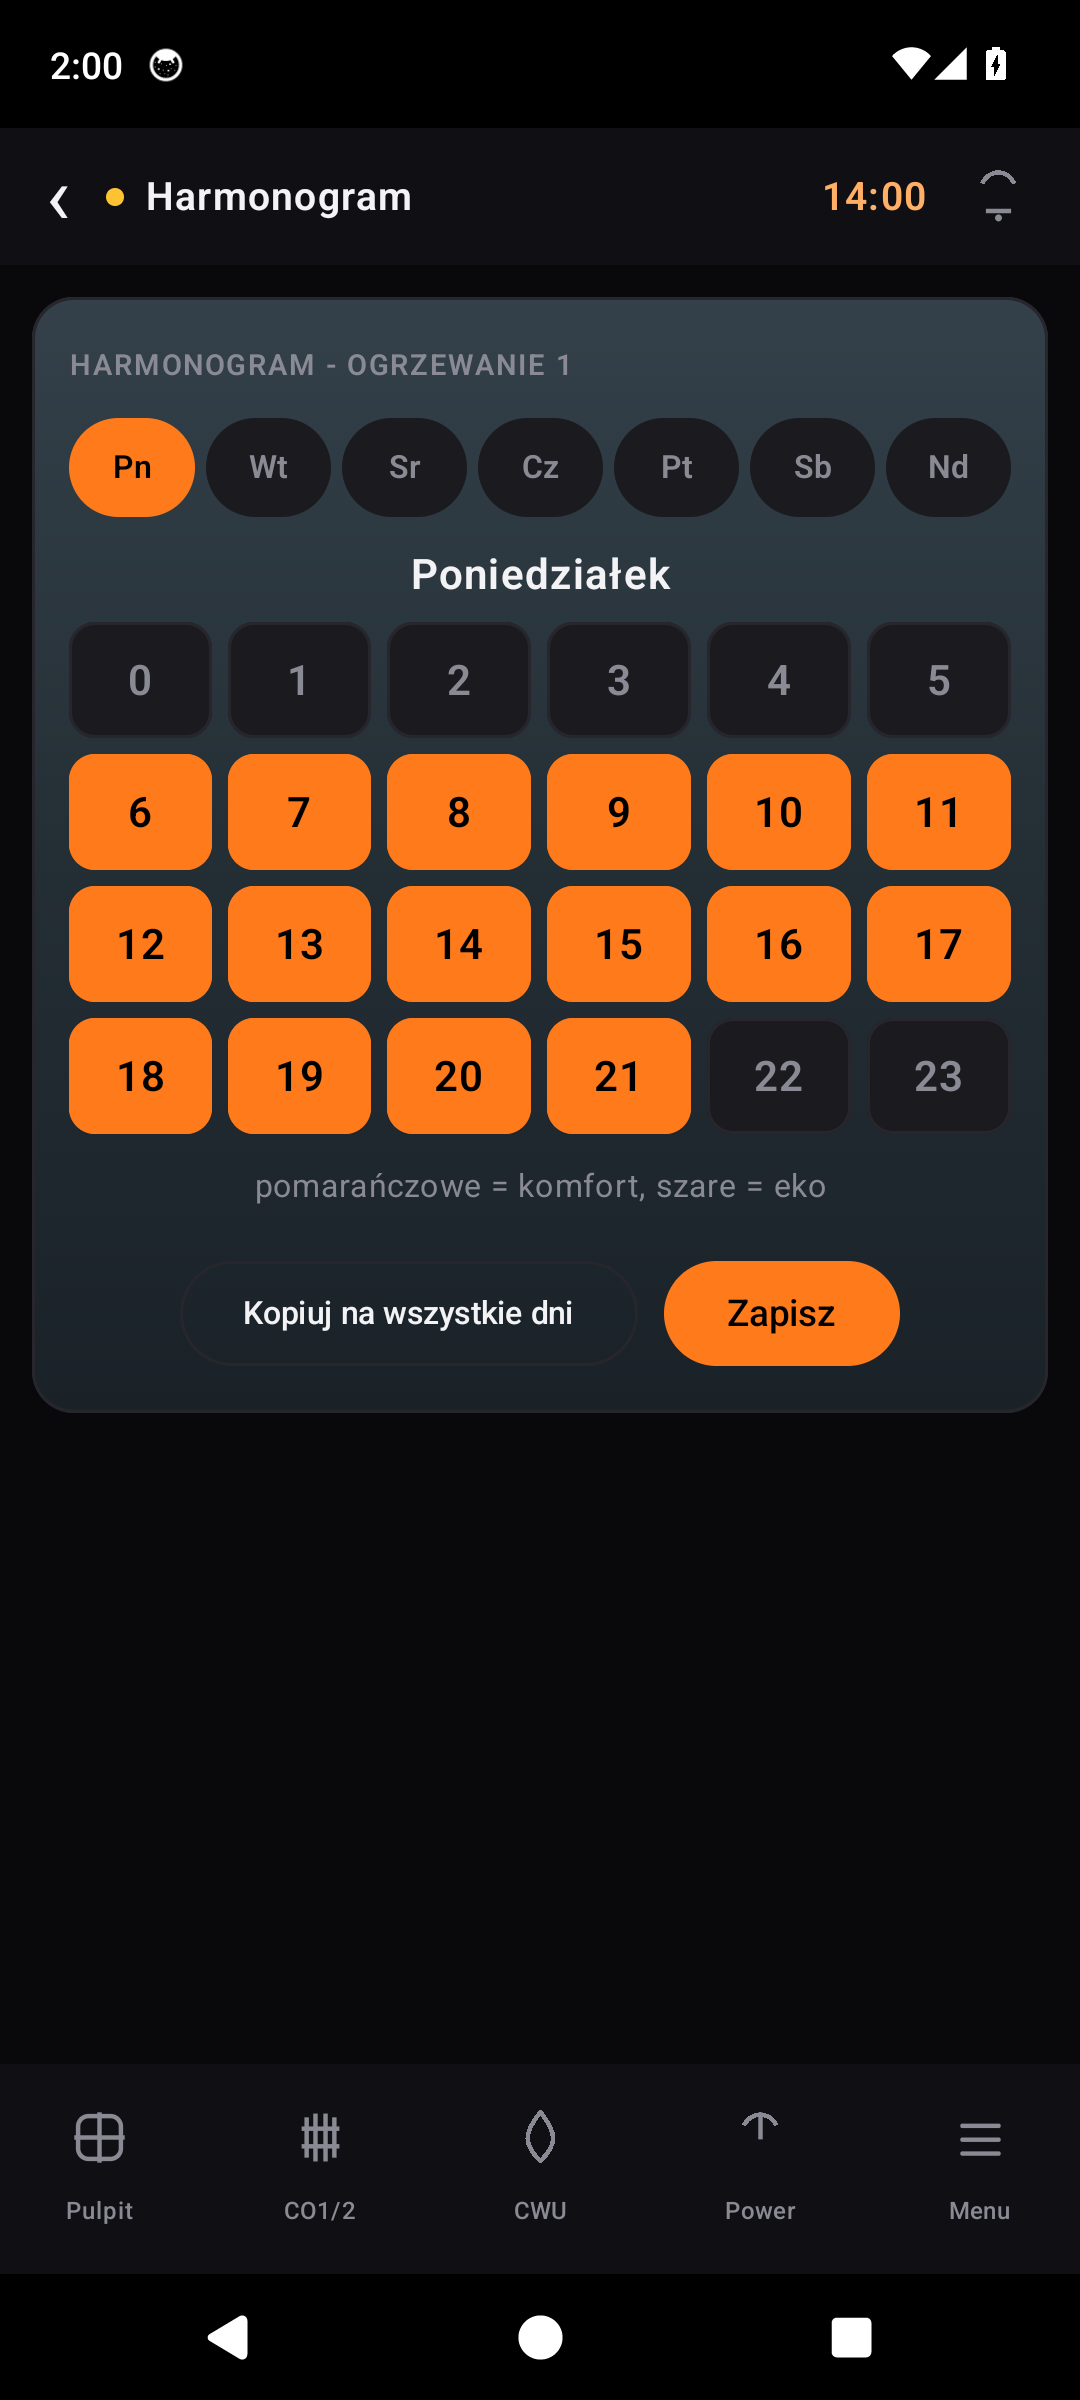 2:00
Harmonogram
14:00
HARMONOGRAM - OGRZEWANIE 1
Pn Wt Sr Cz Pt Sb Nd
Poniedziałek
0 1 2 3 4 5
6 7 8 9 10 11
12 13 14 15 16 17
18 19 20 21 22 23
pomarańczowe = komfort, szare = eko
Kopiuj na wszystkie dni
Zapisz
Pulpit CO1/2 CWU Power Menu